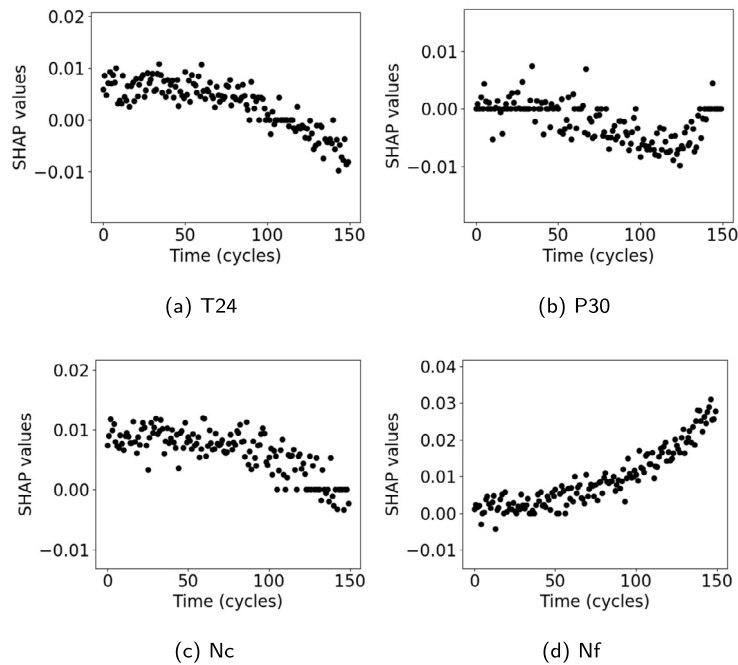 0.02
0.01
0.00
−0.01
SHAP values
0 50 100 150
Time (cycles)
(a) T24
0.01
0.00
−0.01
SHAP values
0 50 100 150
Time (cycles)
(b) P30
0.02
0.01
0.00
−0.01
SHAP values
0 50 100 150
Time (cycles)
(c) Nc
0.04
0.03
0.02
0.01
0.00
−0.01
SHAP values
0 50 100 150
Time (cycles)
(d) Nf